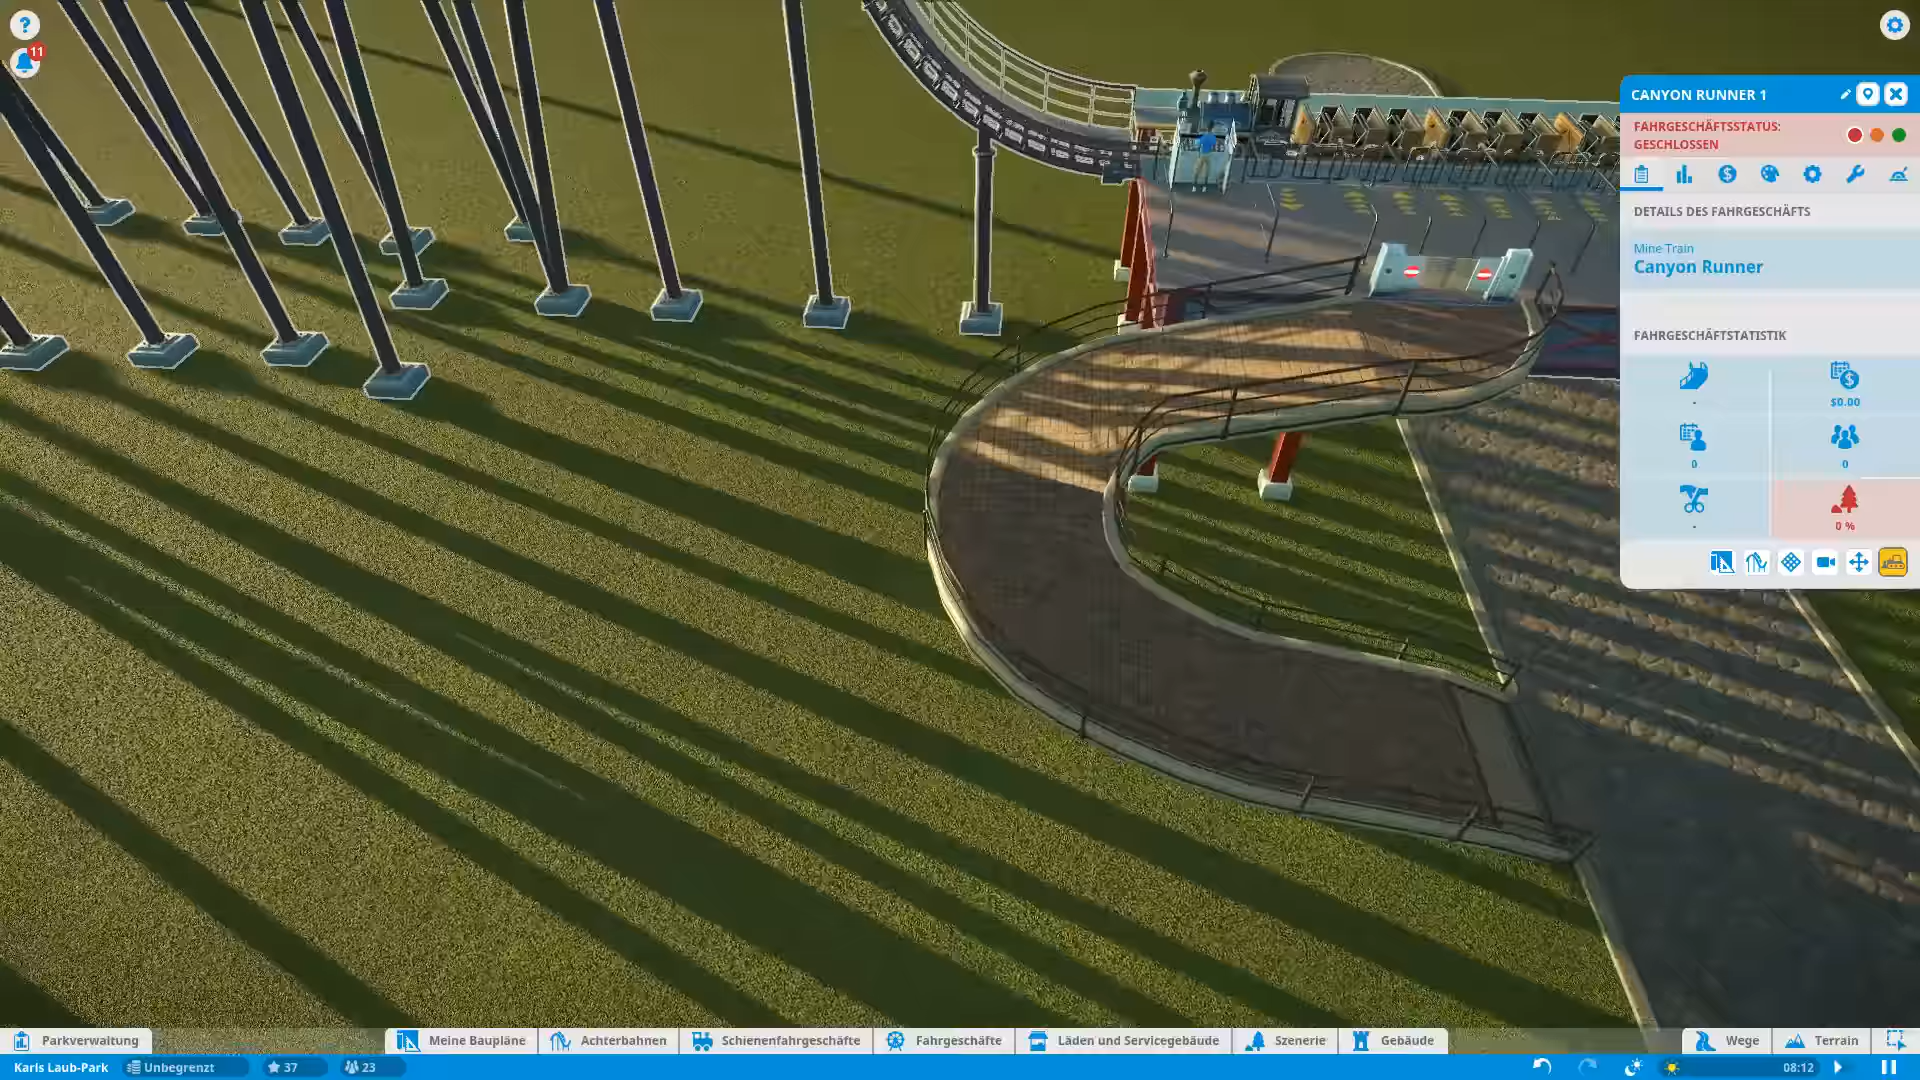 ?
11
CANYON RUNNER 1
FAHRGESCHÄFTSSTATUS:
GESCHLOSSEN
DETAILS DES FAHRGESCHÄFTS
Mine Train
Canyon Runner
FAHRGESCHÄFTSTATISTIK
-
$0.00
0
0
-
0 %
Parkverwaltung
Meine Baupläne
Achterbahnen
Schienenfahrgeschäfte
Fahrgeschäfte
Läden und Servicegebäude
Szenerie
Gebäude
Wege
Terrain
Karls Laub-Park
Unbegrenzt
37
23
08:12